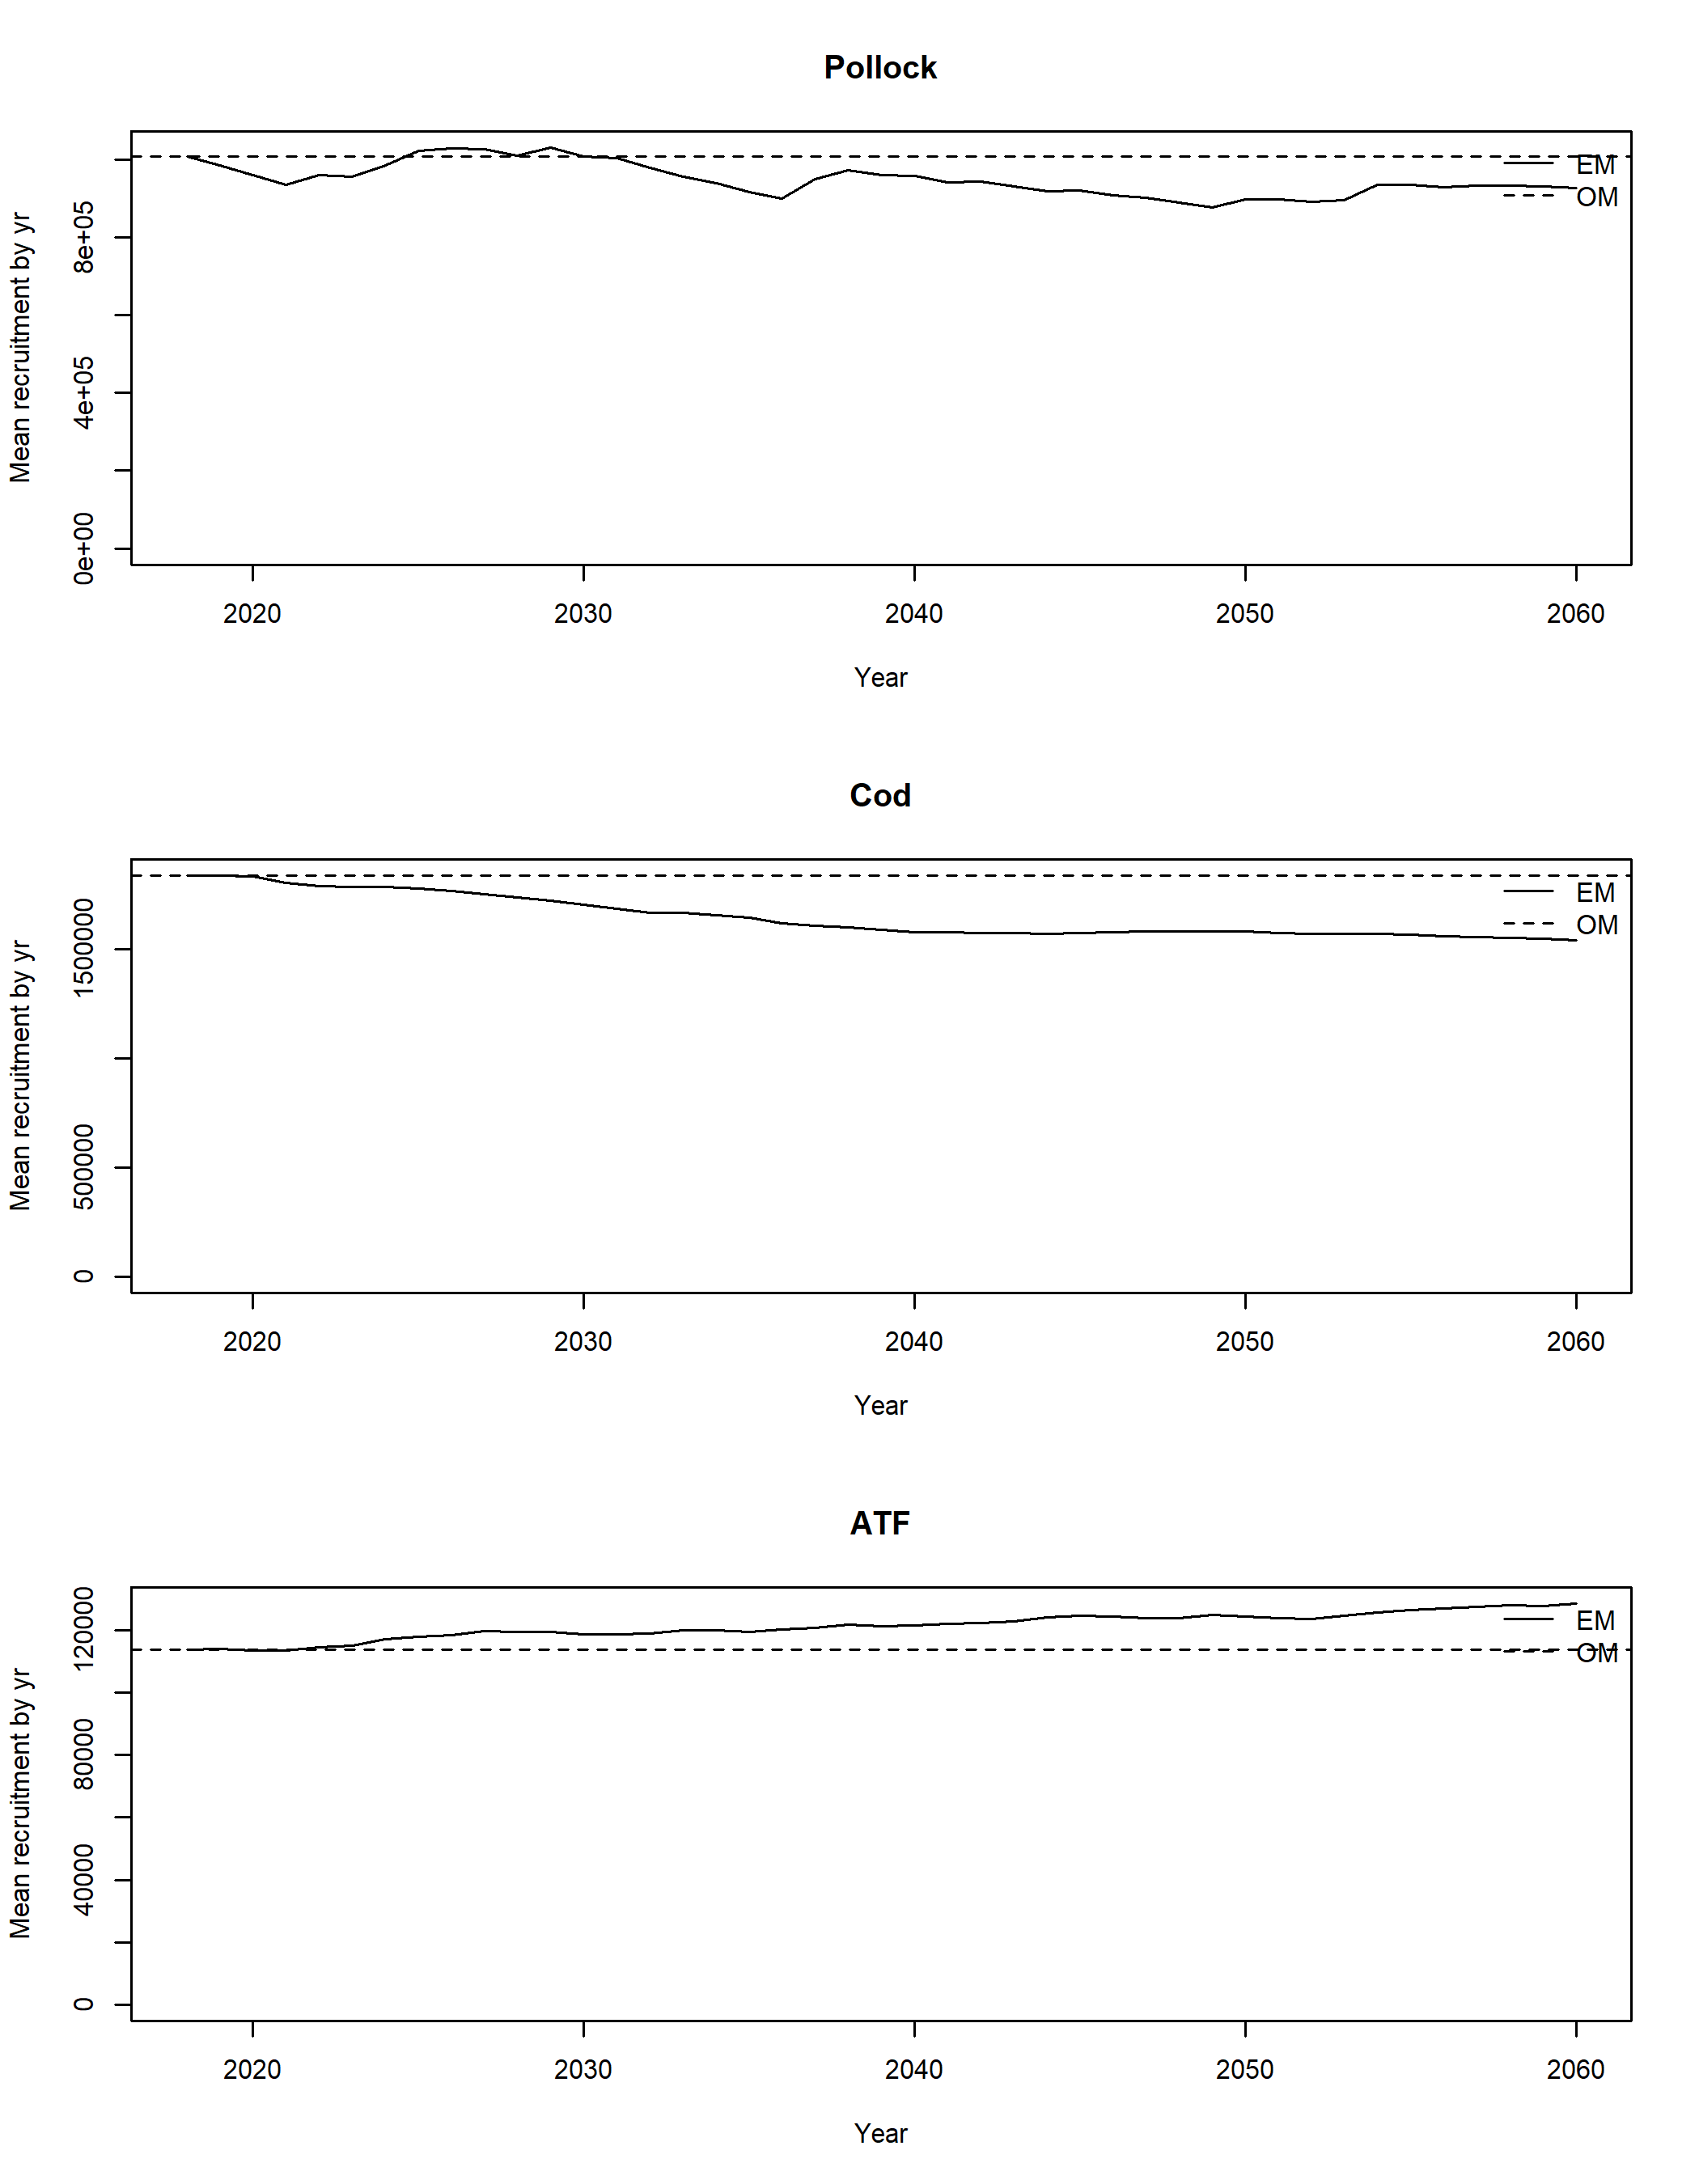 Pollock
Mean recruitment by yr
8e+05
4e+05
0e+00
EM
OM
2020 2030 2040 2050 2060
Year
Cod
Mean recruitment by yr
1500000
500000
0
EM
OM
2020 2030 2040 2050 2060
Year
ATF
Mean recruitment by yr
120000
80000
40000
0
EM
OM
2020 2030 2040 2050 2060
Year